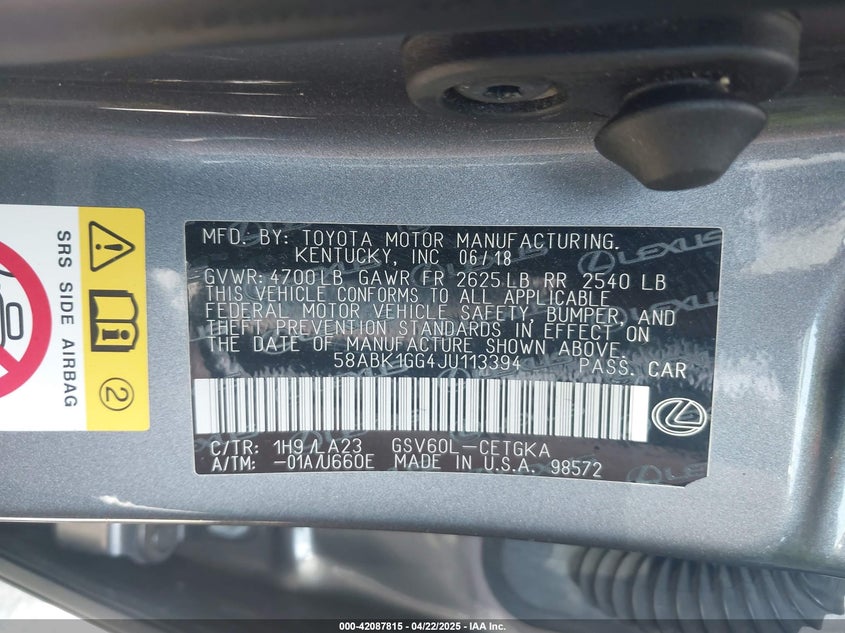 MFD. BY: TOYOTA MOTOR MANUFACTURING.
KENTUCKY, INC 06/18
GVWR: 4700 LB GAWR FR 2625 LB RR 2540 LB
THIS VEHICLE CONFORMS TO ALL APPLICABLE
FEDERAL MOTOR VEHICLE SAFETY, BUMPER, AND
THEFT PREVENTION STANDARDS IN EFFECT ON
THE DATE OF MANUFACTURE SHOWN ABOVE.
58ABK1GG4JU113394 PASS. CAR
C/TR: 1H9/LA23 GSV60L-CETGKA
A/TM: -01A/U660E MADE IN U.S.A. 98572
LEXUS
SRS SIDE AIRBAG
2
000-42087815 - 04/22/2025 - IAA Inc.